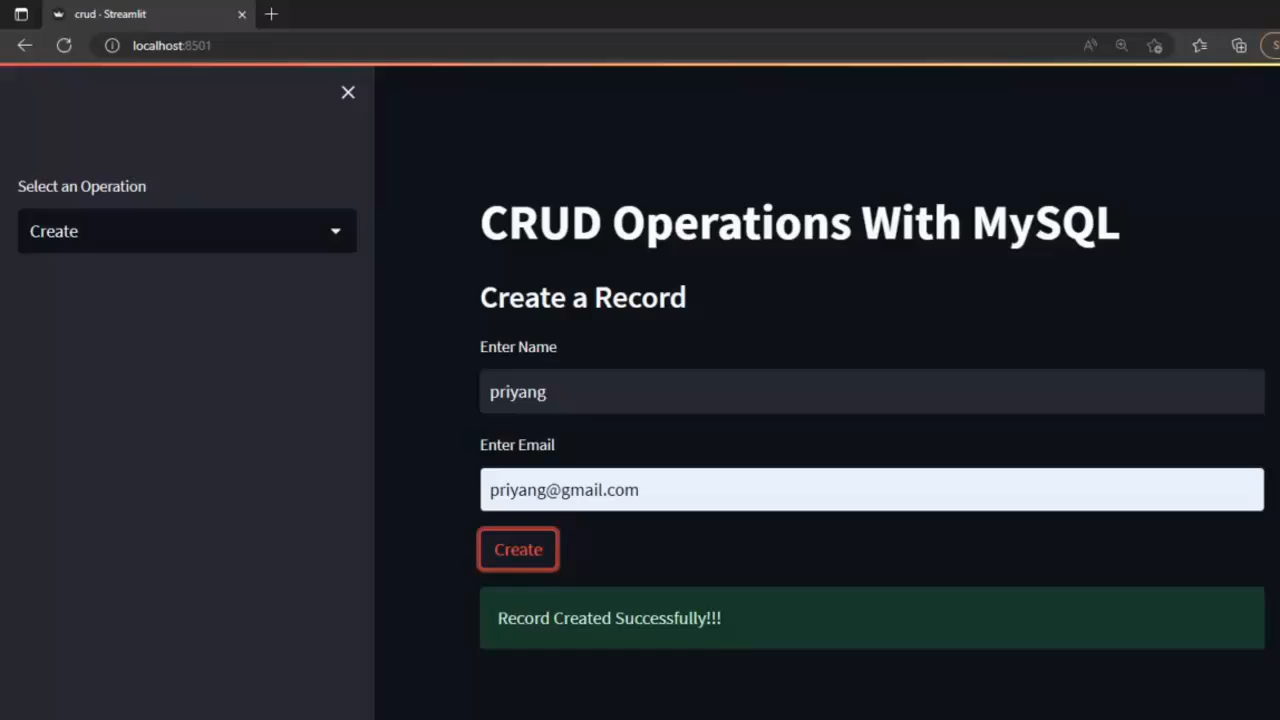 crud - Streamlit
localhost:8501
Select an Operation
Create
CRUD Operations With MySQL
Create a Record
Enter Name
priyang
Enter Email
priyang@gmail.com
Create
Record Created Successfully!!!